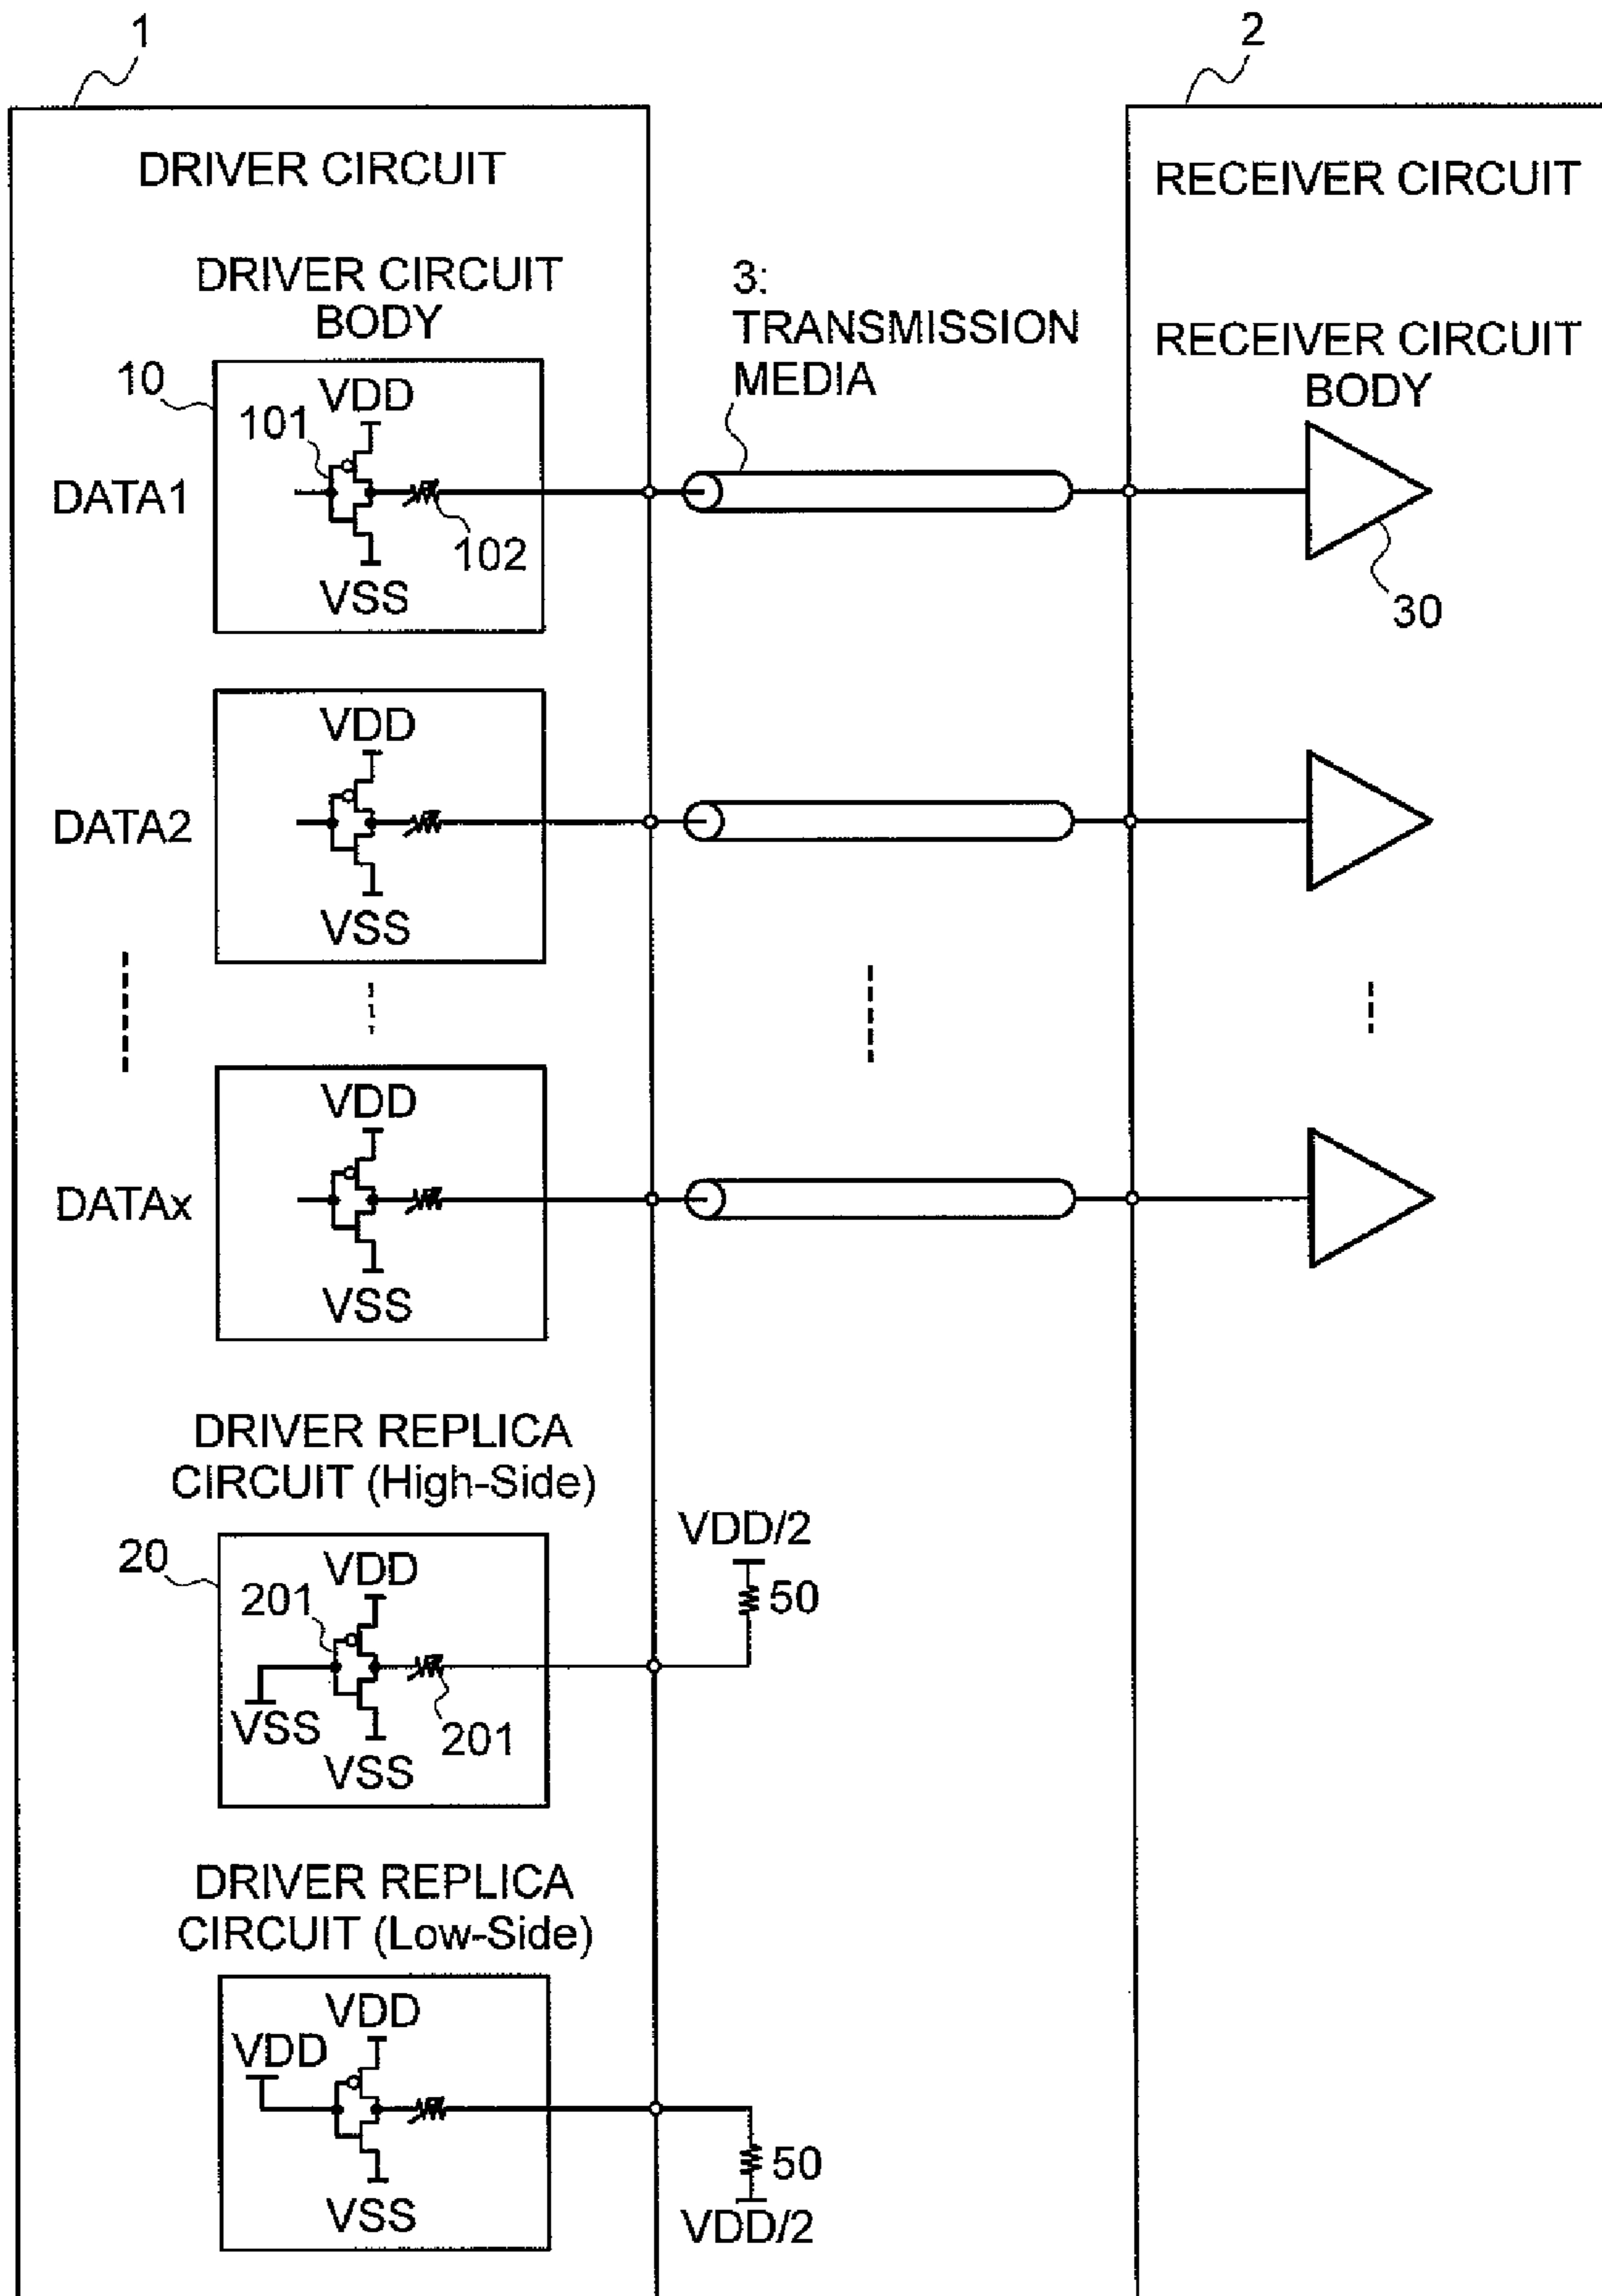 1
2
DRIVER CIRCUIT
RECEIVER CIRCUIT
DRIVER CIRCUIT
BODY
3:
TRANSMISSION
MEDIA
RECEIVER CIRCUIT
BODY
10
VDD
101
DATA1
102
VSS
30
VDD
DATA2
VSS
VDD
DATAx
VSS
DRIVER REPLICA
CIRCUIT (High-Side)
VDD/2
20
VDD
50
201
VSS
201
VSS
DRIVER REPLICA
CIRCUIT (Low-Side)
VDD
VDD
50
VSS
VDD/2